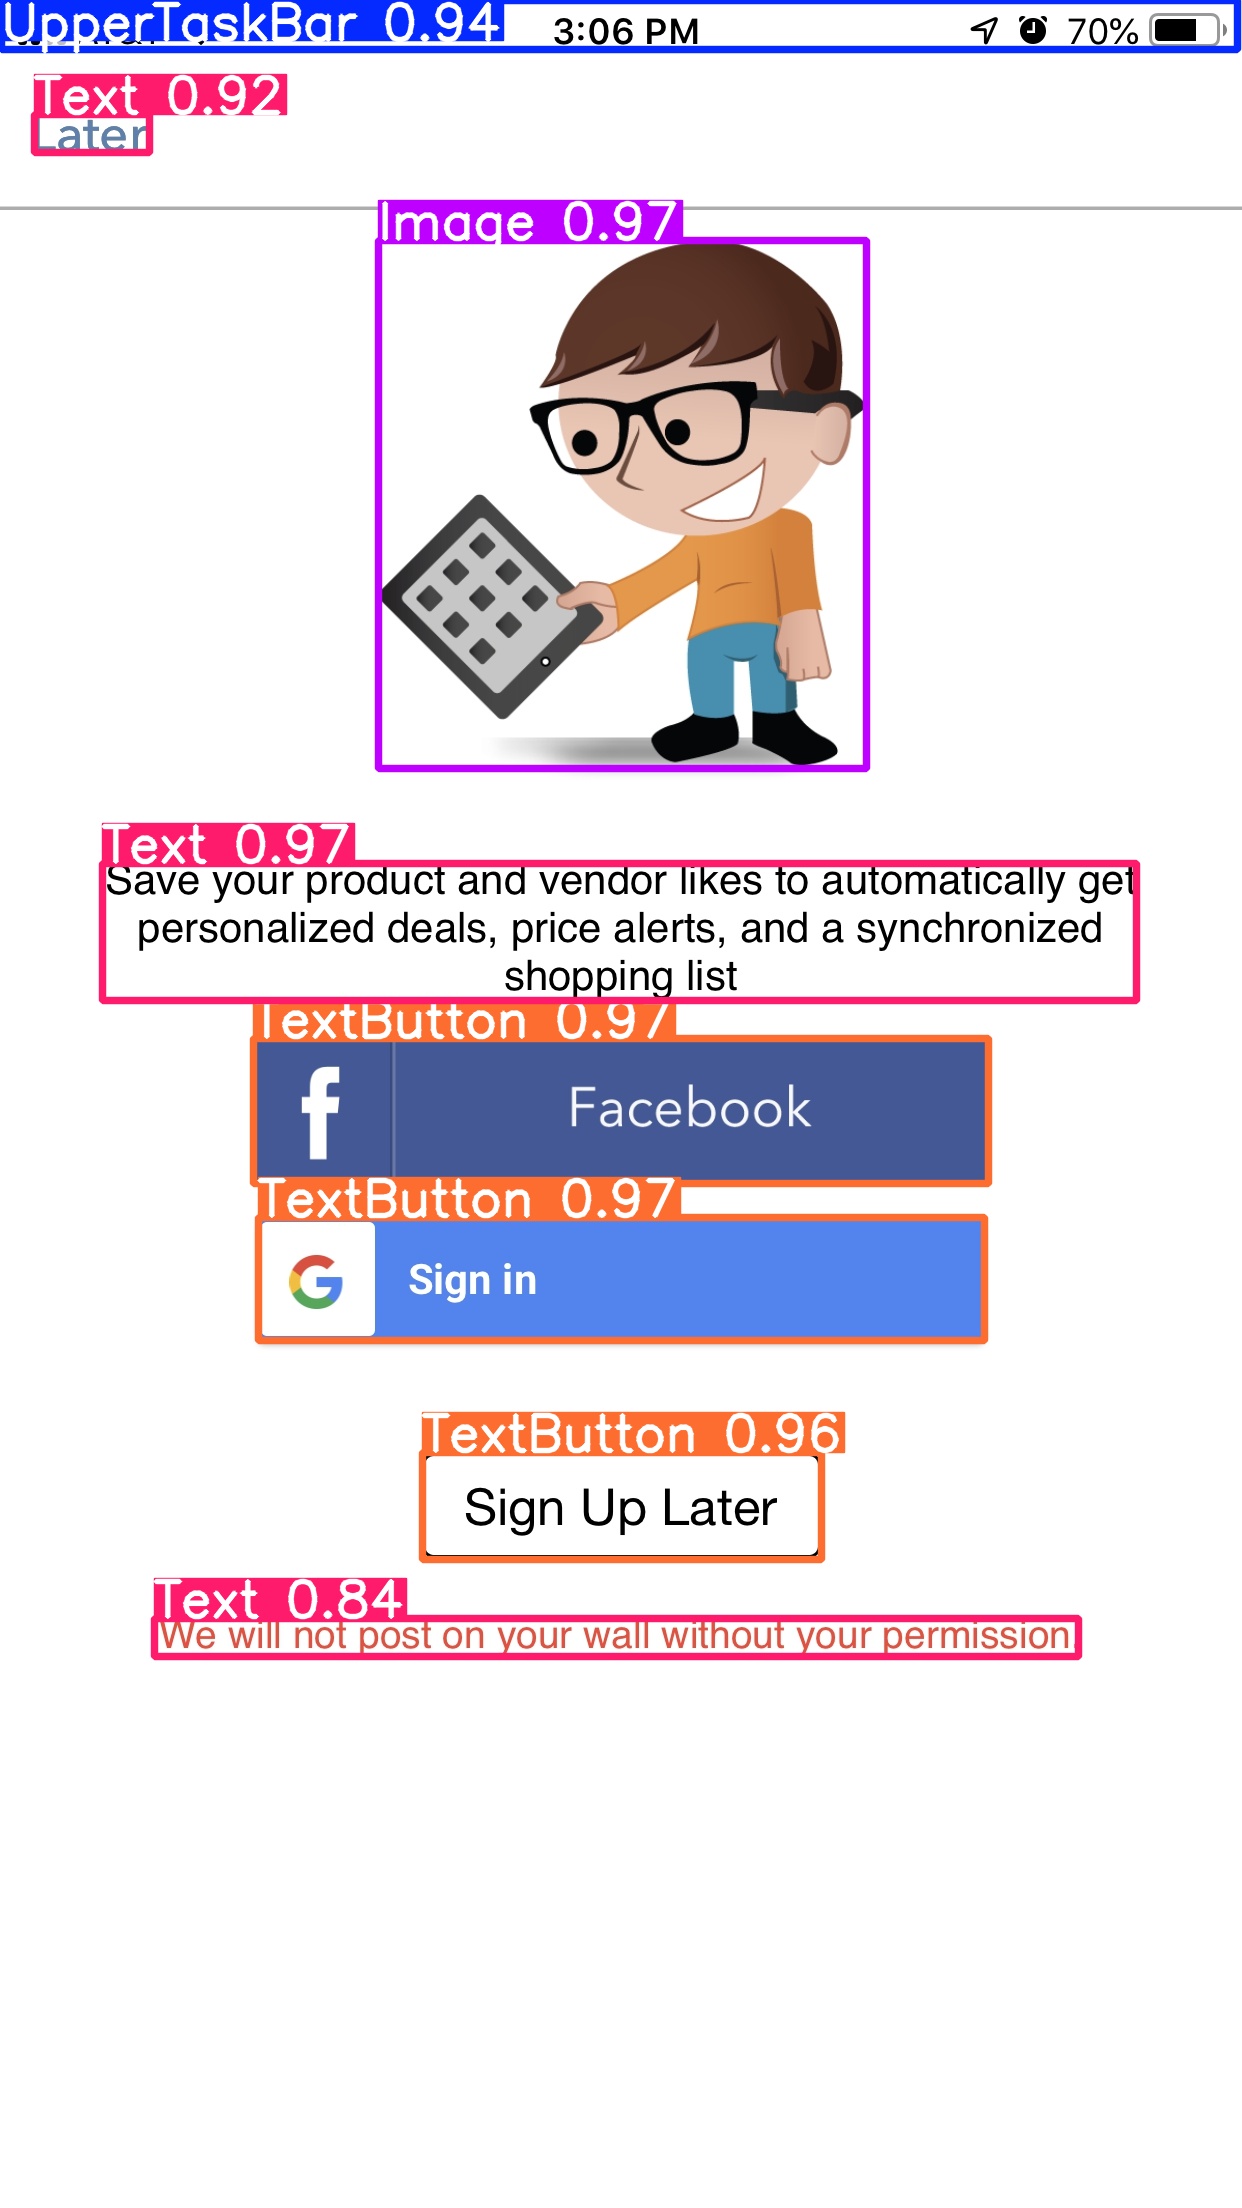 UpperTaskBar 0.94
3:06 PM
70%
Text 0.92
Later
Image 0.97
Text 0.97
Save your product and vendor likes to automatically get
personalized deals, price alerts, and a synchronized
shopping list
TextButton 0.97
f Facebook
TextButton 0.97
G Sign in
TextButton 0.96
Sign Up Later
Text 0.84
We will not post on your wall without your permission.